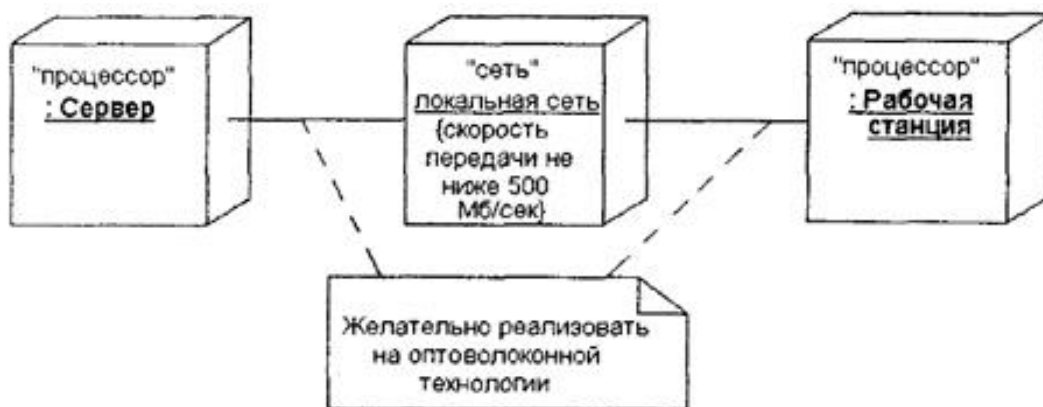 "процессор"
: Сервер
"сеть"
локальная сеть
{скорость
передачи не
ниже 500
Мб/сек}
"процессор"
: Рабочая
станция
Желательно реализовать
на оптоволоконной
технологии